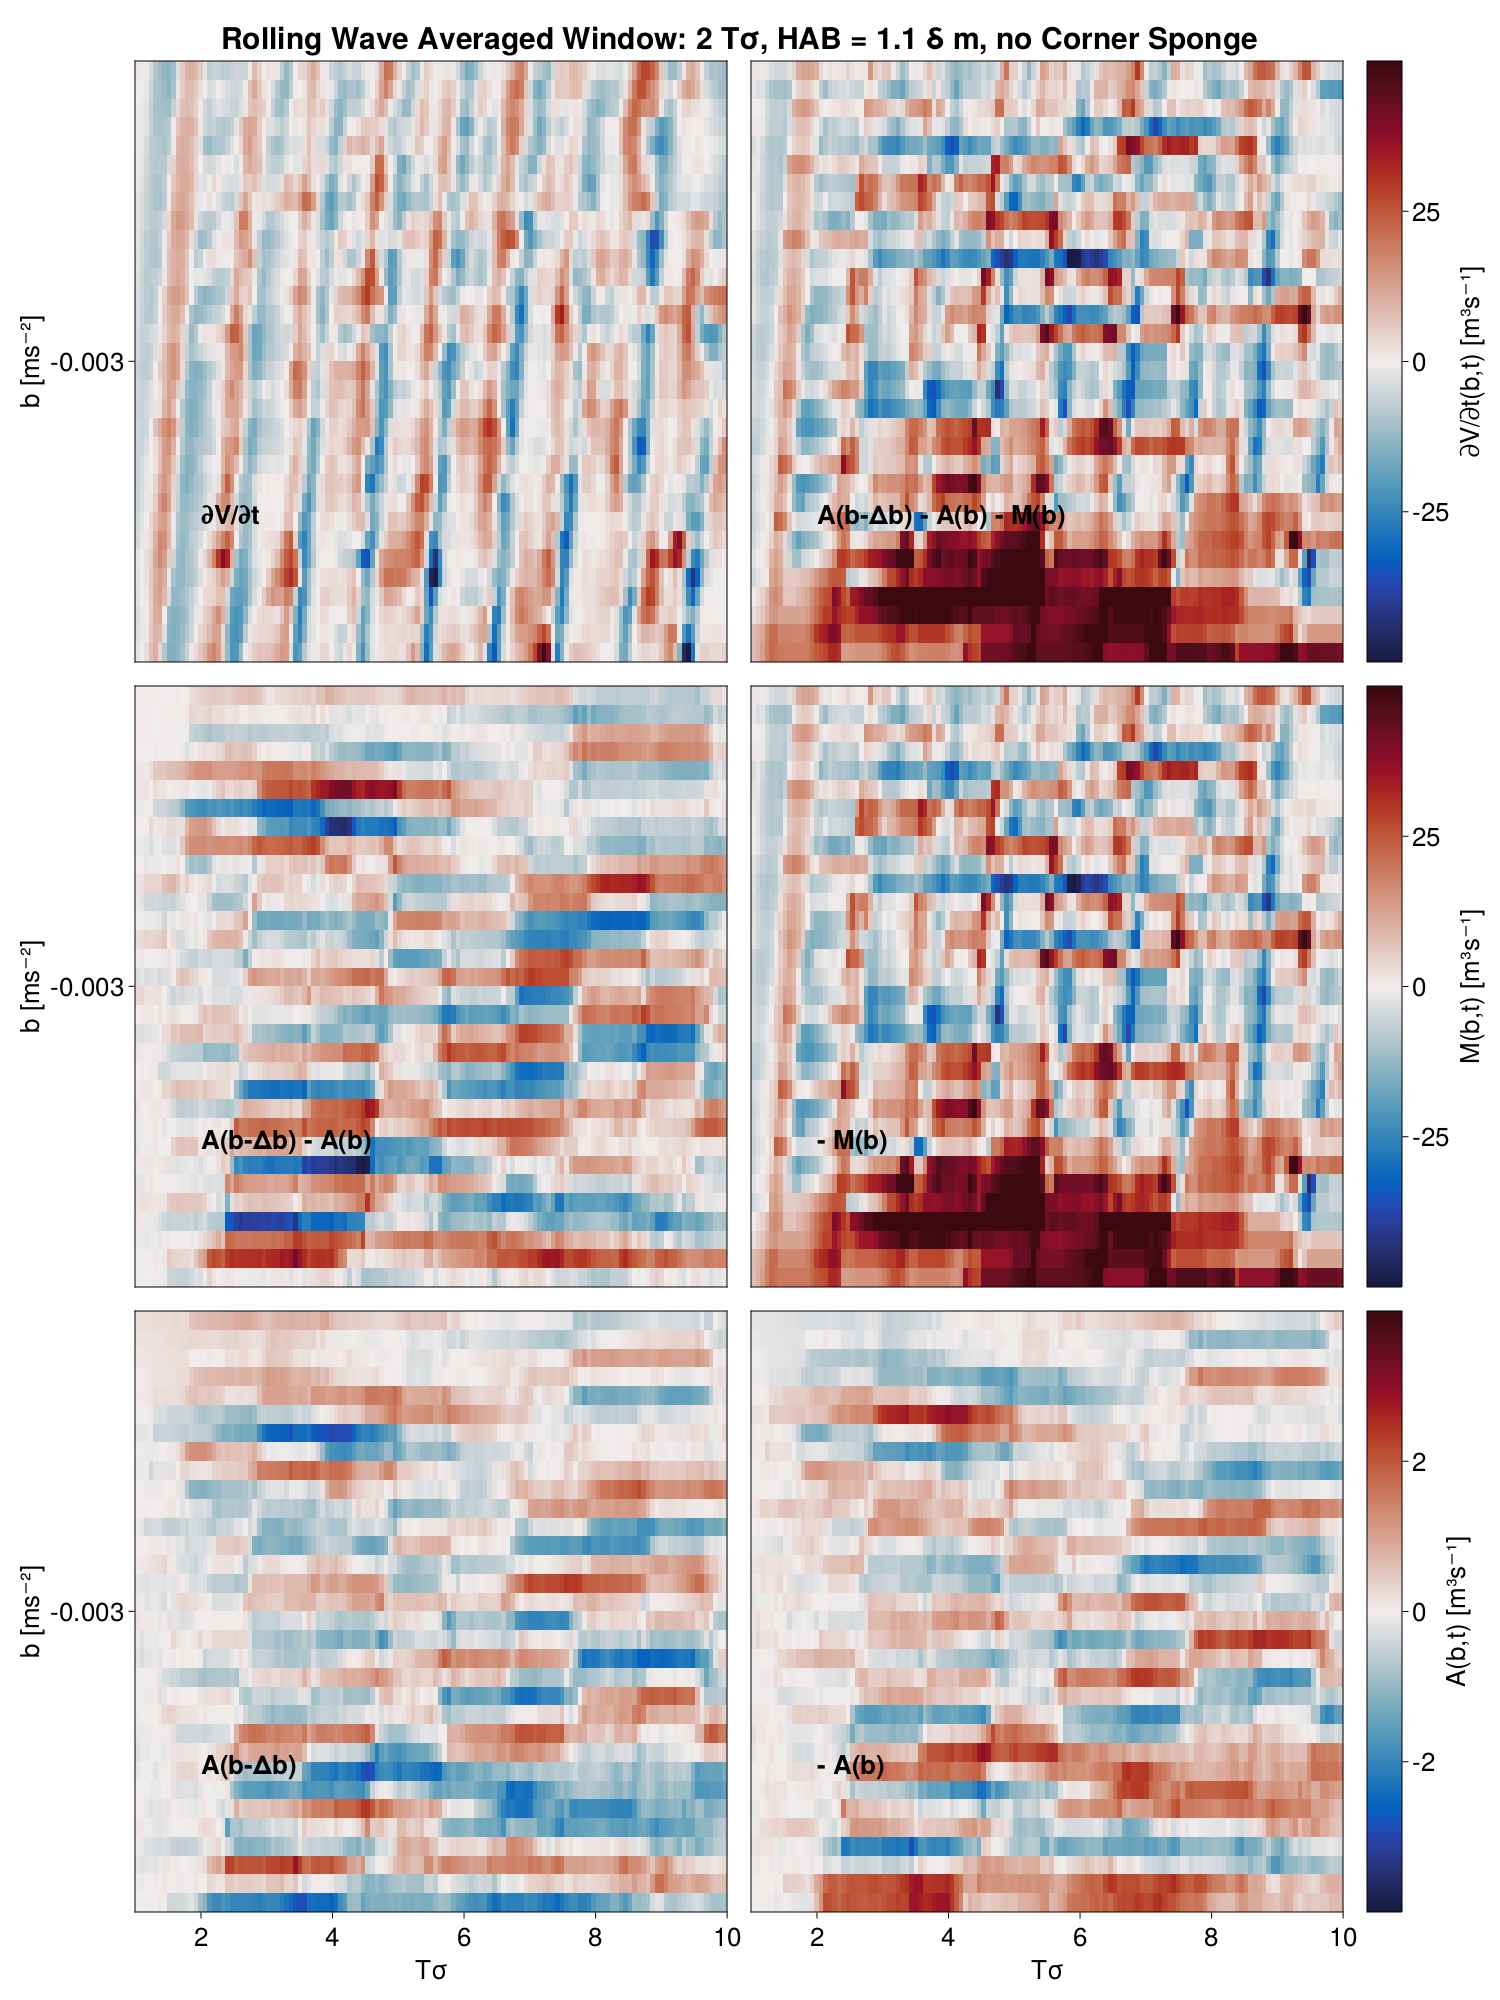 Rolling Wave Averaged Window: 2 Tσ, HAB = 1.1 δ m, no Corner Sponge
b [ms⁻²]
-0.003
∂V/∂t
A(b-Δb) - A(b) - M(b)
25
0
-25
∂V/∂t(b,t) [m³s⁻¹]
b [ms⁻²]
-0.003
A(b-Δb) - A(b)
- M(b)
25
0
-25
M(b,t) [m³s⁻¹]
b [ms⁻²]
-0.003
A(b-Δb)
- A(b)
2
0
-2
A(b,t) [m³s⁻¹]
2 4 6 8 10
Tσ
2 4 6 8 10
Tσ